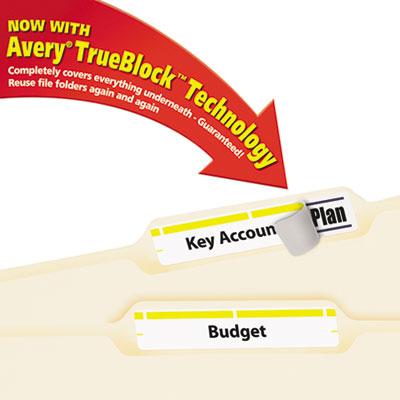 NOW WITH
Avery® TrueBlock™ Technology
Completely covers everything underneath - Guaranteed!
Reuse file folders again and again
Key Accoun Plan
Budget